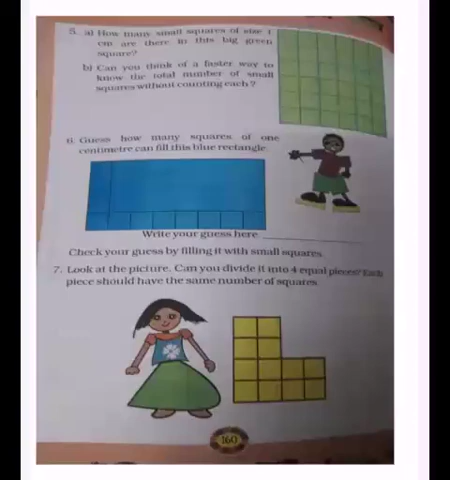 5. a) How many small squares of size 1
cm are there in this big green
square?
b) Can you think of a faster way to
know the total number of small
squares without counting each?
6. Guess how many squares of one
centimetre can fill this blue rectangle.
Write your guess here
Check your guess by filling it with small squares.
7. Look at the picture. Can you divide it into 4 equal pieces? Each
piece should have the same number of squares
160